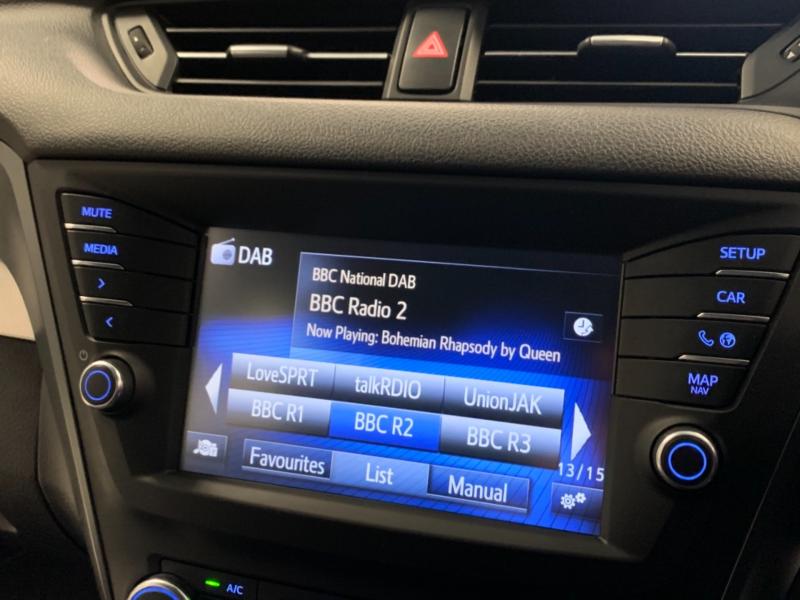 MUTE
MEDIA
DAB
BBC National DAB
BBC Radio 2
Now Playing: Bohemian Rhapsody by Queen
LoveSPRT talkRDIO UnionJAK
BBC R1 BBC R2 BBC R3
13/15
Favourites List Manual
SETUP
CAR
MAP
NAV
A/C